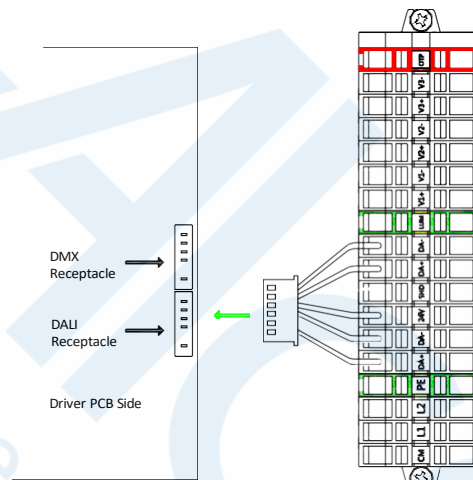 DMX
Receptacle
DALI
Receptacle
Driver PCB Side
OTP
V3-
V3+
V2-
V2+
V1-
V1+
LUM
DA-
DA+
SHD
24V
DA-
DA+
PE
L2
L1
CM